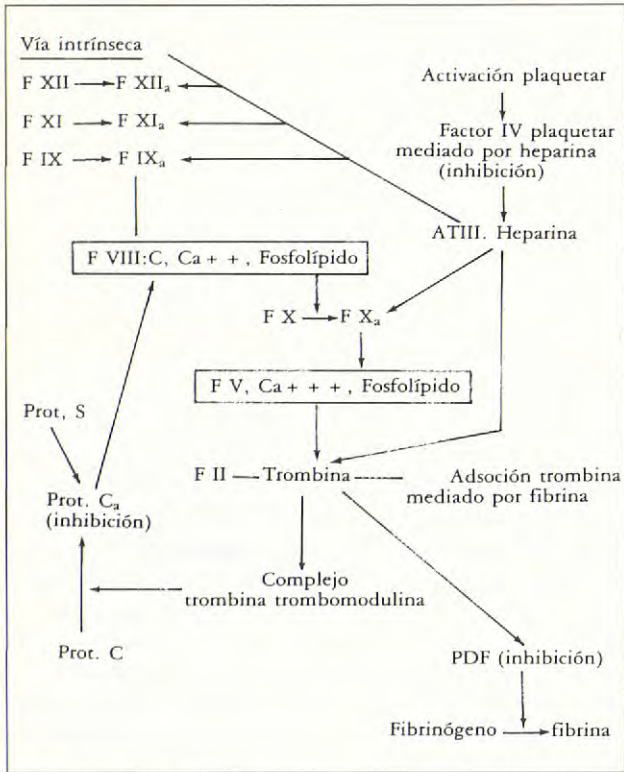 Vía intrínseca
F XII F XIIa
F XI F XIa
F IX F IXa
Activación plaquetar
Factor IV plaquetar
mediado por heparina
(inhibición)
ATIII. Heparina
F VIII:C, Ca + +, Fosfolípido
F X F Xa
F V, Ca + + +, Fosfolípido
Prot, S
Prot. Ca
(inhibición)
F II Trombina
Adsoción trombina
mediado por fibrina
Complejo
trombina trombomodulina
Prot. C
PDF (inhibición)
Fibrinógeno fibrina